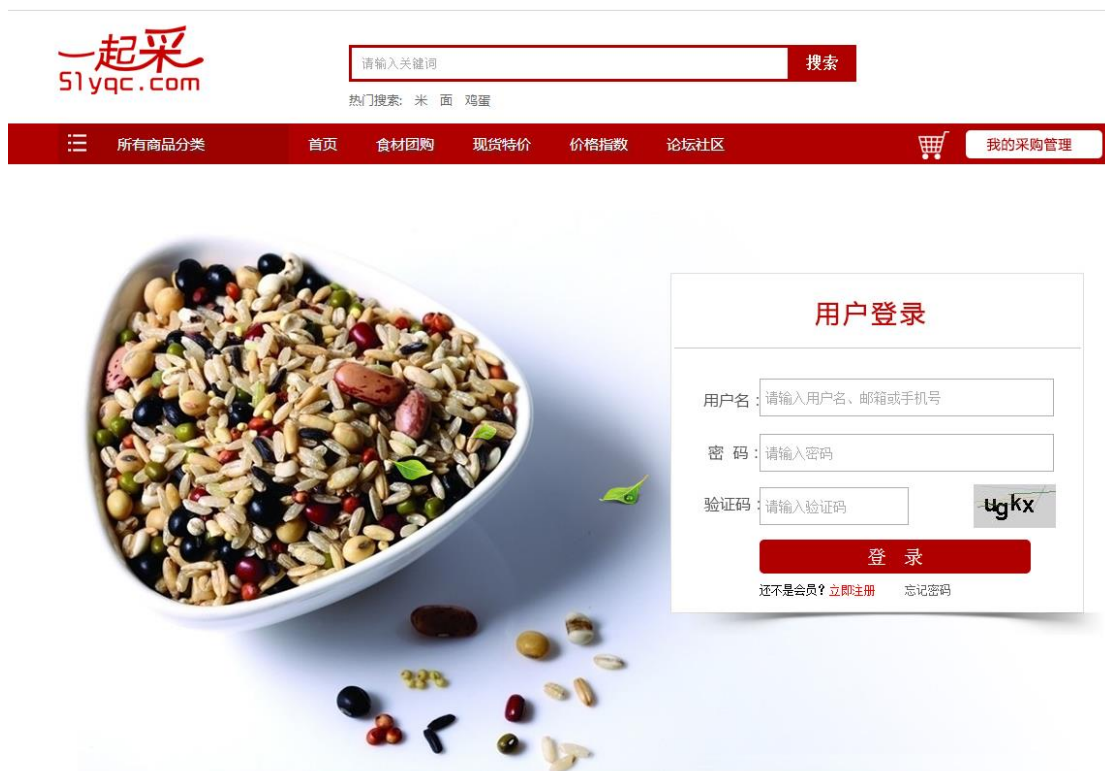 一起采
51yqc.com
请输入关键词
搜索
热门搜索: 米 面 鸡蛋
所有商品分类 首页 食材团购 现货特价 价格指数 论坛社区 我的采购管理
用户登录
用户名: 请输入用户名、邮箱或手机号
密 码: 请输入密码
验证码: 请输入验证码 ugkx
登 录
还不是会员? 立即注册 忘记密码